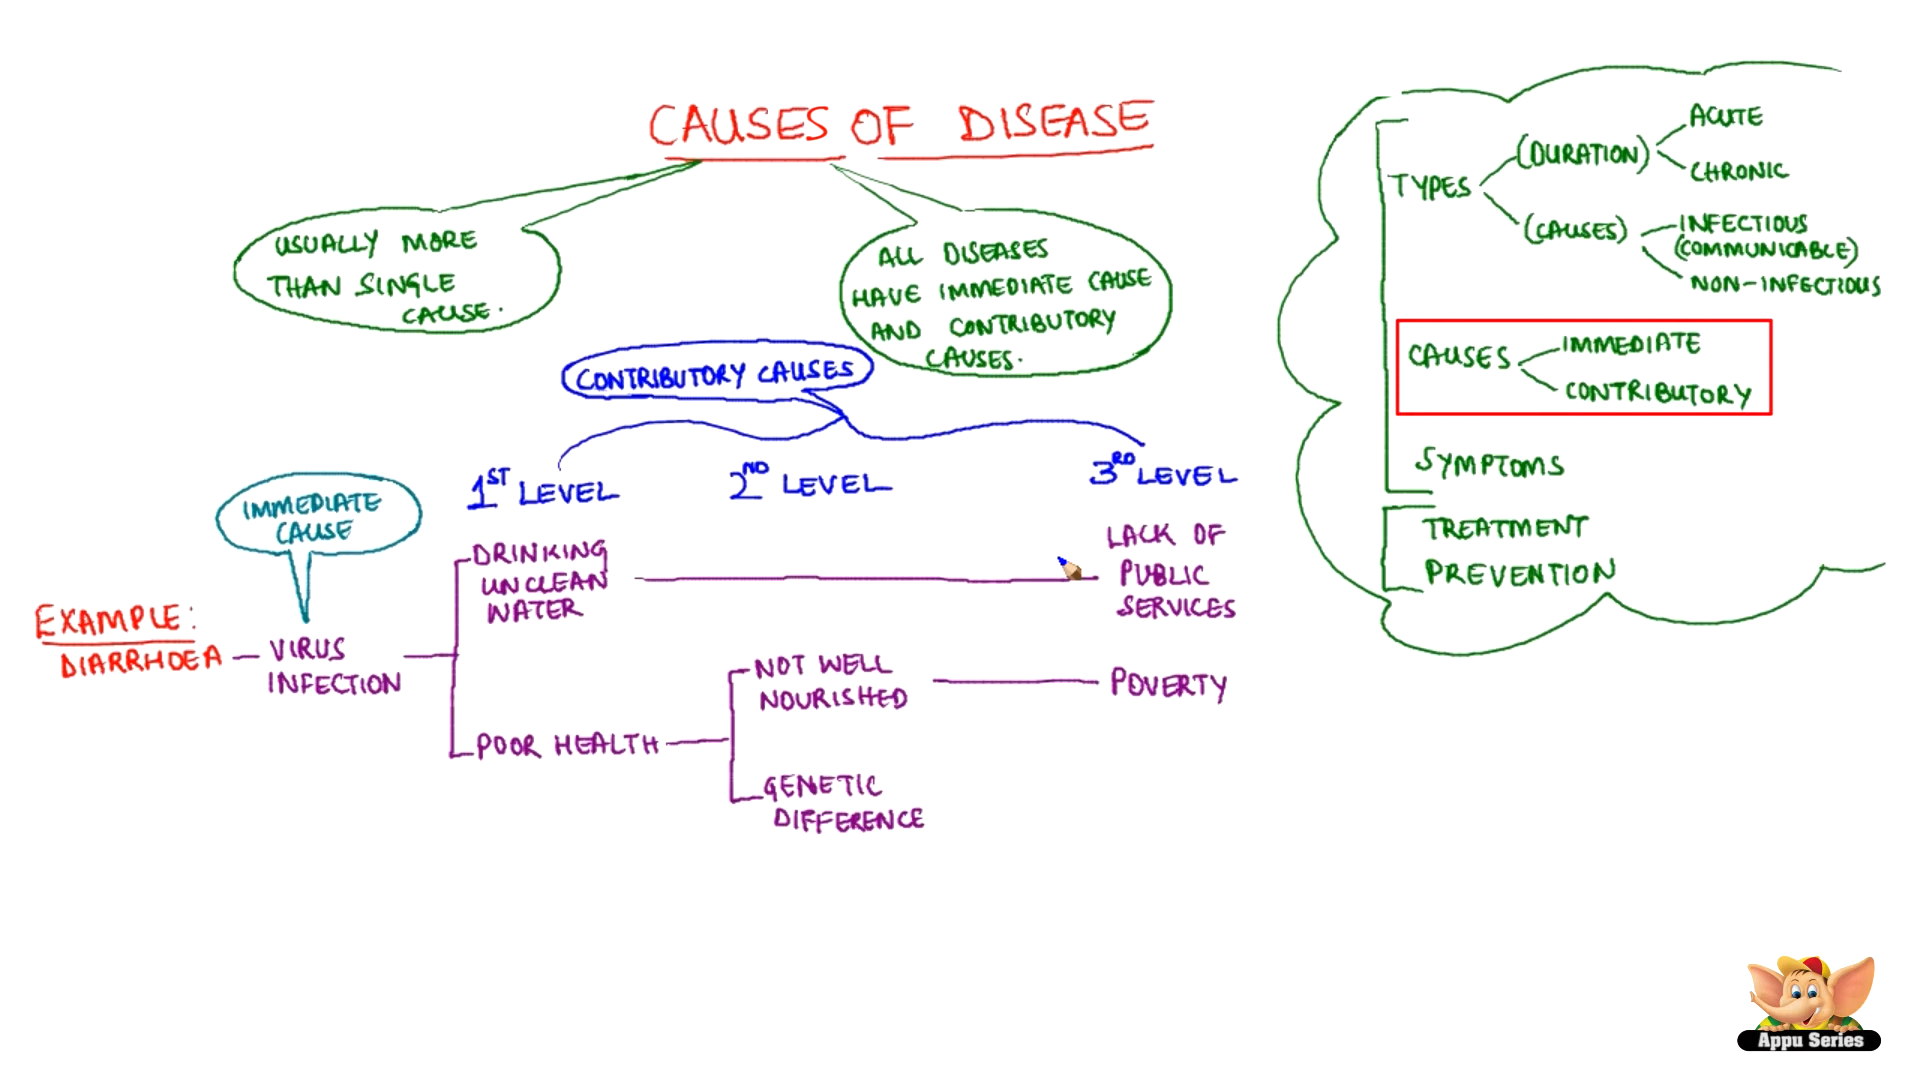 CAUSES OF DISEASE
USUALLY MORE
THAN SINGLE
CAUSE.
ALL DISEASES
HAVE IMMEDIATE CAUSE
AND CONTRIBUTORY
CAUSES.
CONTRIBUTORY CAUSES
1ST LEVEL
2ND LEVEL
3RD LEVEL
IMMEDIATE
CAUSE
EXAMPLE:
DIARRHOEA
VIRUS
INFECTION
DRINKING
UNCLEAN
WATER
LACK OF
PUBLIC
SERVICES
POOR HEALTH
NOT WELL
NOURISHED
POVERTY
GENETIC
DIFFERENCE
TYPES
(DURATION)
ACUTE
CHRONIC
(CAUSES)
INFECTIOUS
(COMMUNICABLE)
NON-INFECTIOUS
CAUSES
IMMEDIATE
CONTRIBUTORY
SYMPTOMS
TREATMENT
PREVENTION
Appu Series